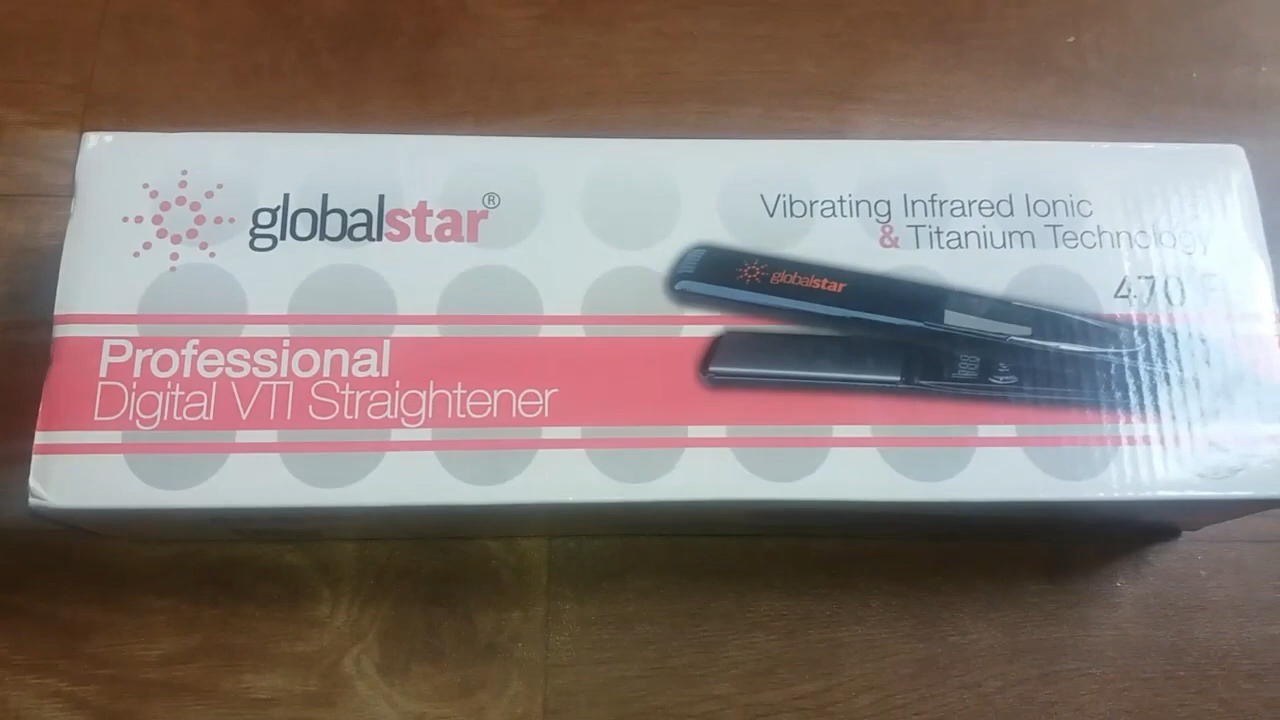 globalstar®
Vibrating Infrared Ionic
& Titanium Technology
globalstar
470 F
Professional
Digital VTI Straightener